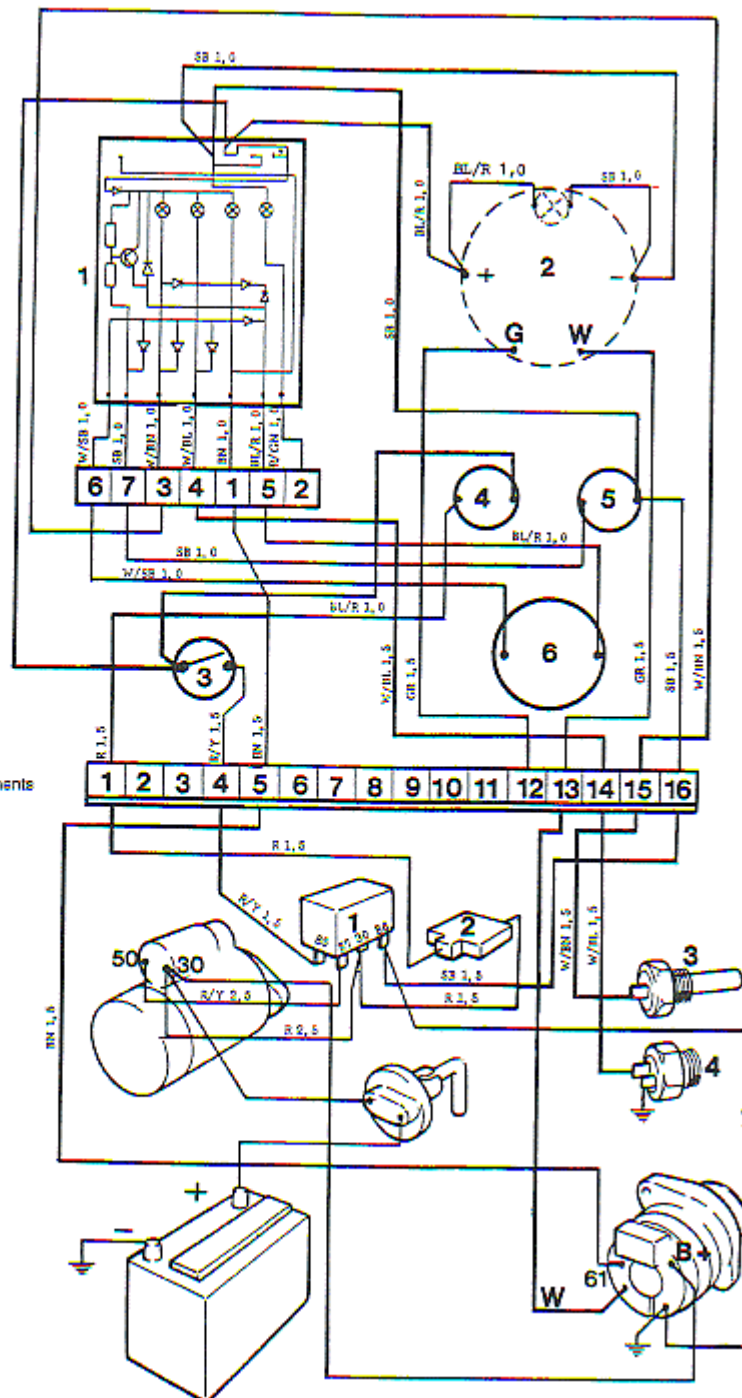 SB 1,0
BL/R 1,0
SB 1,0
BL/R 1,0
2
+
-
G
W
1
SB 1,0
W/SB 1,0
SB 1,0
W/BN 1,0
W/BL 1,0
BN 1,0
BL/R 1,0
6 7 3 4 1 5 2
4
5
BL/R 1,0
SB 1,0
W/SB 1,0
BL/R 1,0
3
6
R 1,5
R/Y 1,5
BN 1,5
W/BL 1,5
GR 1,5
GR 1,5
SB 1,5
W/BN 1,5
1 2 3 4 5 6 7 8 9 10 11 12 13 14 15 16
ents
R 1,5
R/Y 1,5
1
2
85
87
30
86
50
30
SB 1,5
W/BN 1,5
W/BL 1,5
3
R/Y 2,5
R 1,5
BN 1,5
R 2,5
4
+
-
B+
61
W